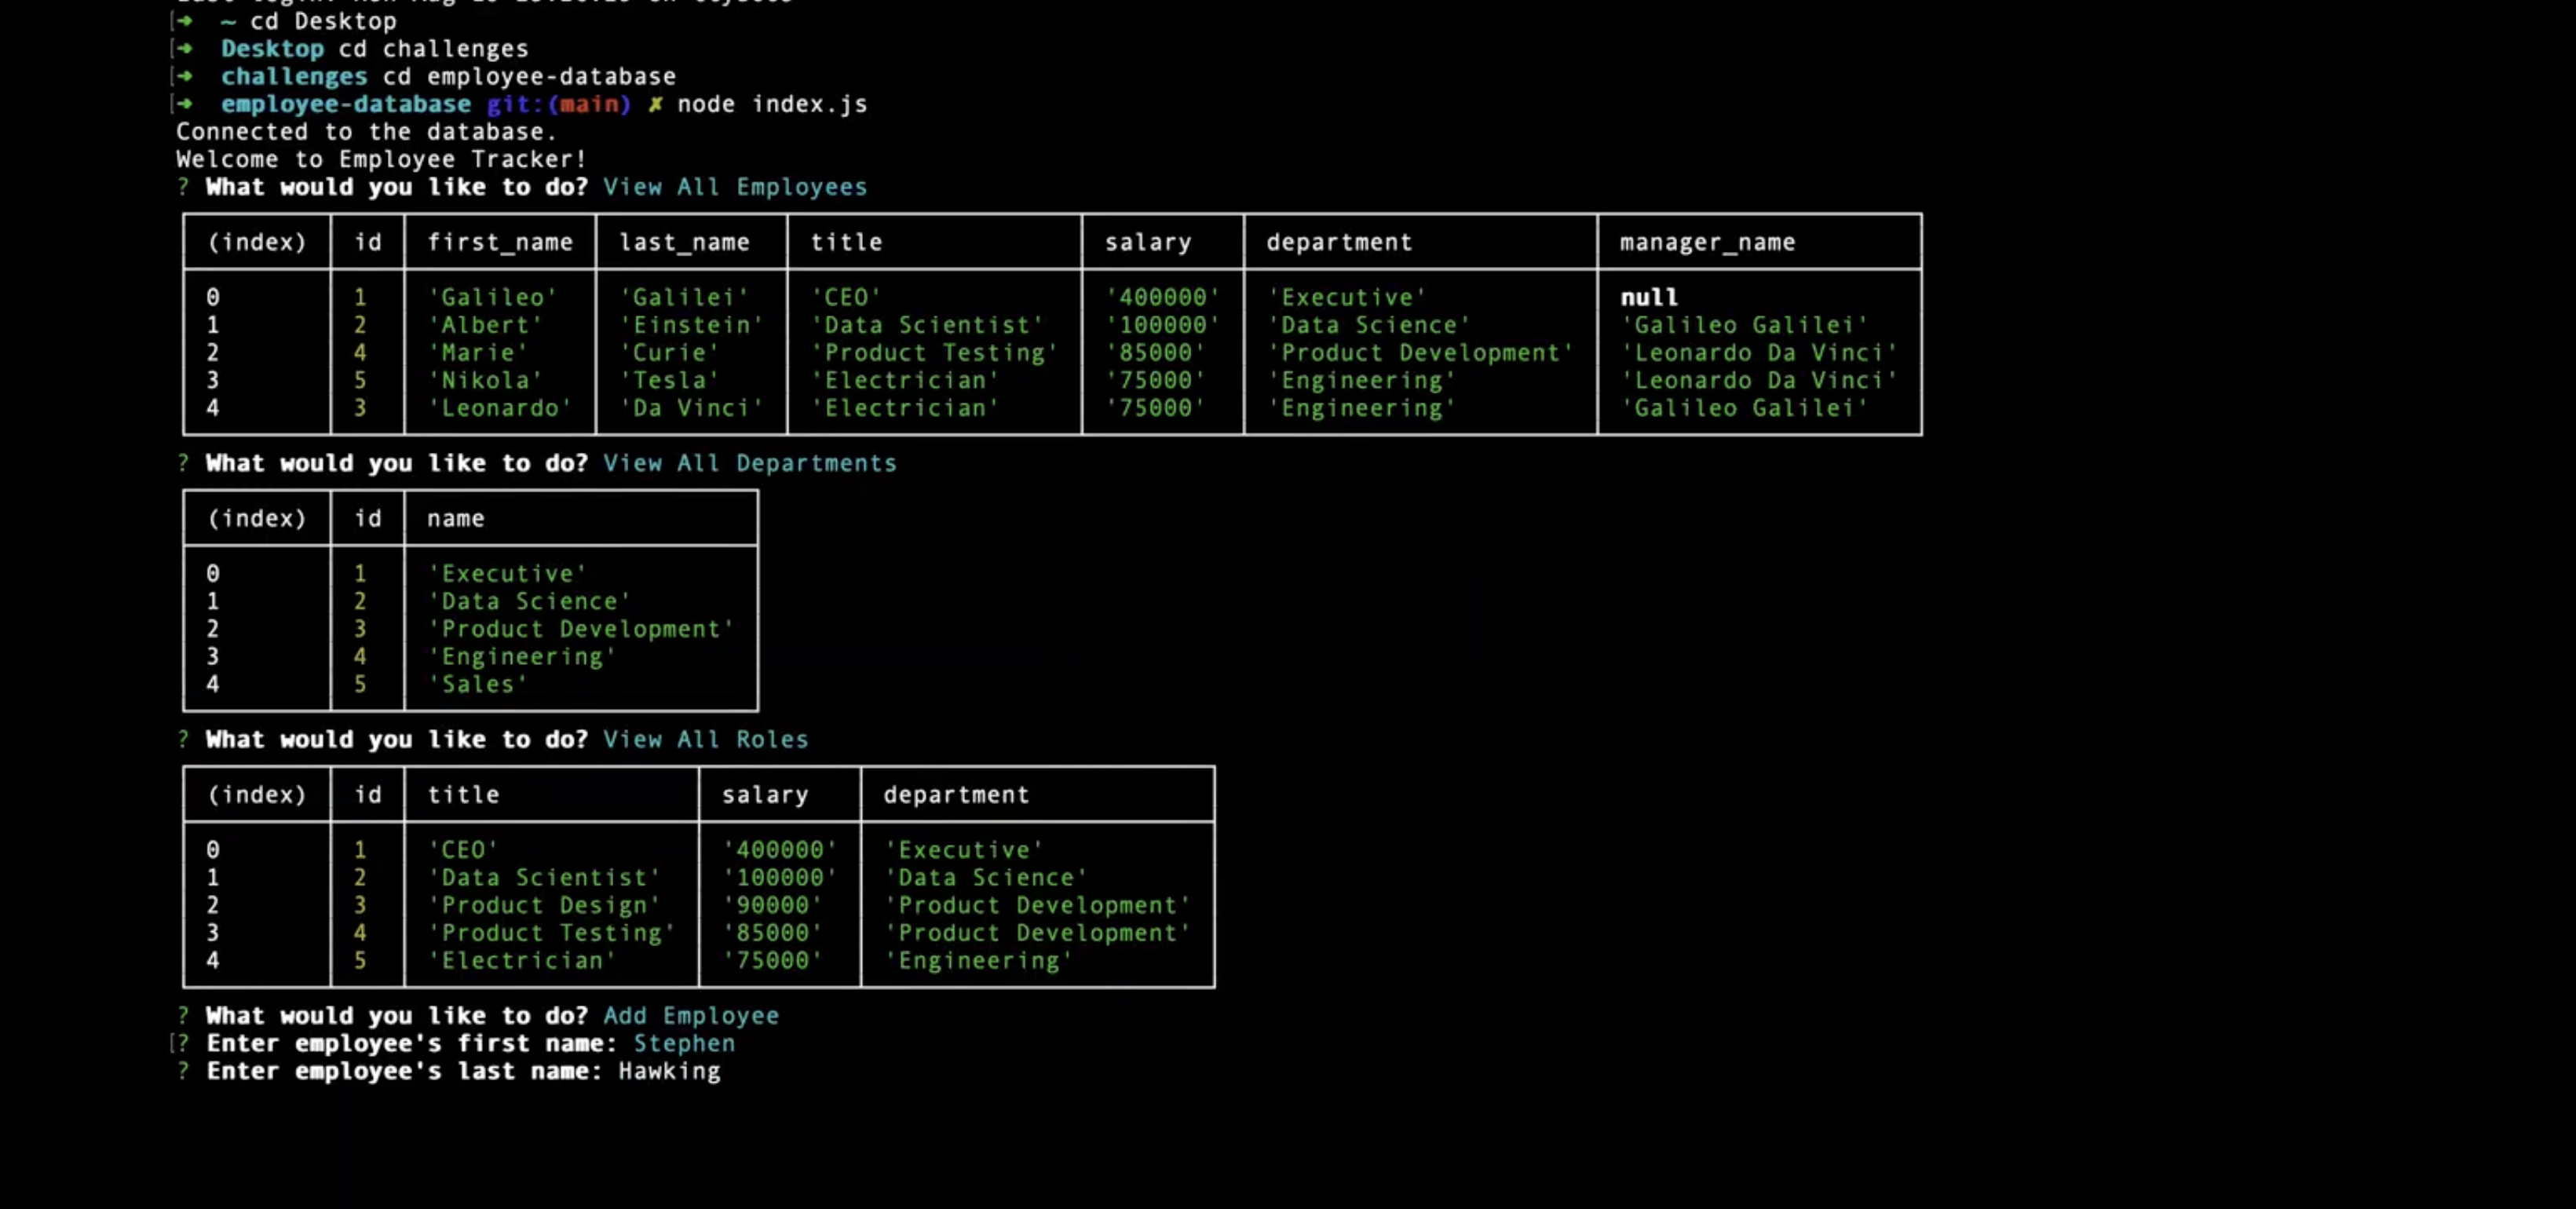 ~ cd Desktop
Desktop cd challenges
challenges cd employee-database
employee-database git:(main) ✗ node index.js
Connected to the database.
Welcome to Employee Tracker!
? What would you like to do? View All Employees
(index) id first_name last_name title salary department manager_name
0 1 'Galileo' 'Galilei' 'CEO' '400000' 'Executive' null
1 2 'Albert' 'Einstein' 'Data Scientist' '100000' 'Data Science' 'Galileo Galilei'
2 4 'Marie' 'Curie' 'Product Testing' '85000' 'Product Development' 'Leonardo Da Vinci'
3 5 'Nikola' 'Tesla' 'Electrician' '75000' 'Engineering' 'Leonardo Da Vinci'
4 3 'Leonardo' 'Da Vinci' 'Electrician' '75000' 'Engineering' 'Galileo Galilei'
? What would you like to do? View All Departments
(index) id name
0 1 'Executive'
1 2 'Data Science'
2 3 'Product Development'
3 4 'Engineering'
4 5 'Sales'
? What would you like to do? View All Roles
(index) id title salary department
0 1 'CEO' '400000' 'Executive'
1 2 'Data Scientist' '100000' 'Data Science'
2 3 'Product Design' '90000' 'Product Development'
3 4 'Product Testing' '85000' 'Product Development'
4 5 'Electrician' '75000' 'Engineering'
? What would you like to do? Add Employee
[? Enter employee's first name: Stephen
? Enter employee's last name: Hawking